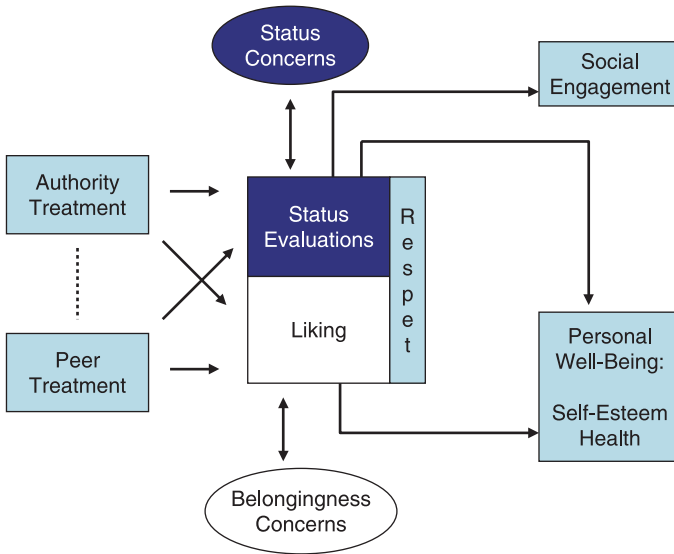 Status
Concerns
Social
Engagement
Authority
Treatment
Status
Evaluations
Respet
Liking
Peer
Treatment
Personal
Well-Being:
Self-Esteem
Health
Belongingness
Concerns